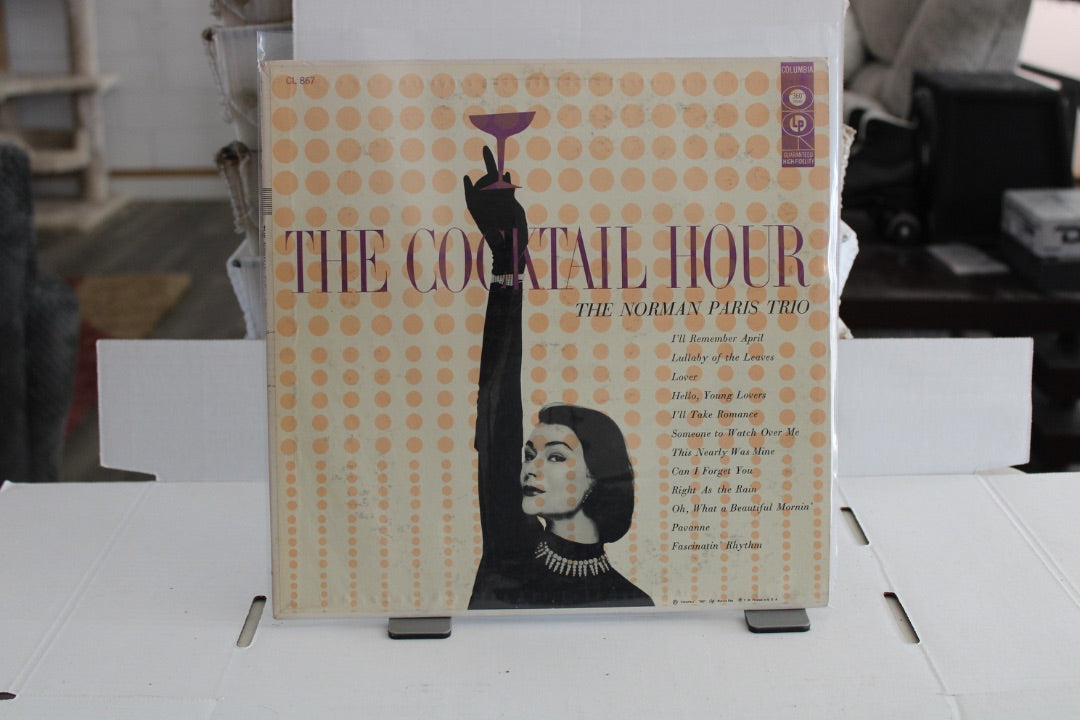 CL 867
COLUMBIA
360
LP
GUARANTEED
HIGH FIDELITY
THE COCKTAIL HOUR
THE NORMAN PARIS TRIO
I'll Remember April
Lullaby of the Leaves
Lover
Hello, Young Lovers
I'll Take Romance
Someone to Watch Over Me
This Nearly Was Mine
Can I Forget You
Right As the Rain
Oh, What a Beautiful Mornin'
Pavanne
Fascinatin' Rhythm